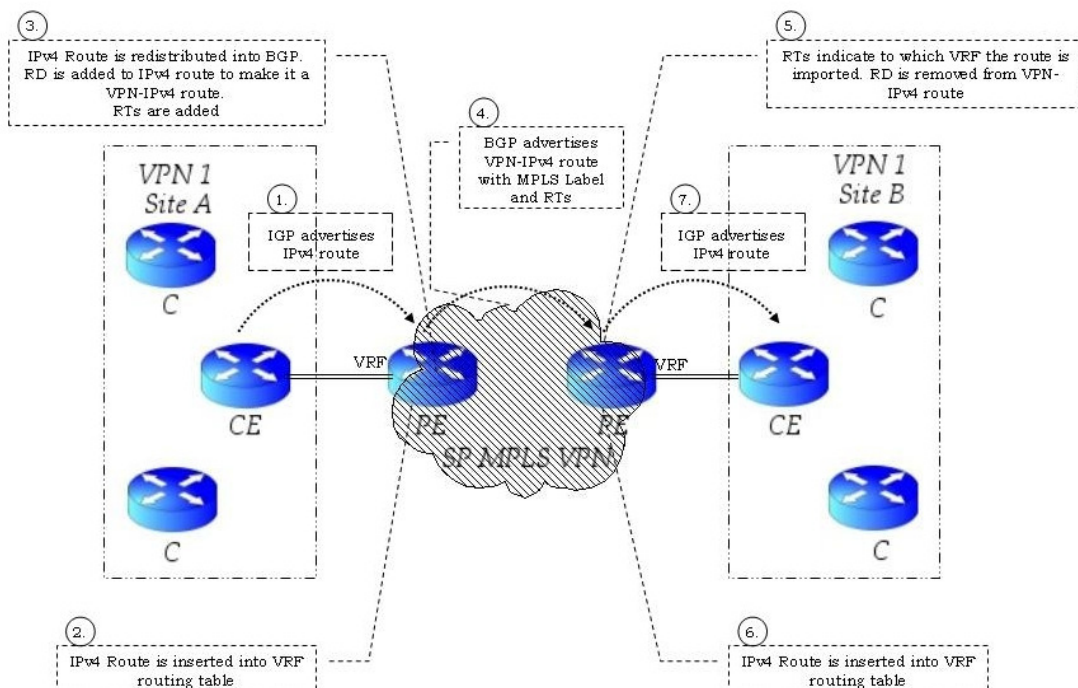 3.
IPv4 Route is redistributed into BGP.
RD is added to IPv4 route to make it a
VPN-IPv4 route.
RTs are added
5.
RTs indicate to which VRF the route is
imported. RD is removed from VPN-
IPv4 route
4.
BGP advertises
VPN-IPv4 route
with MPLS Label
and RTs
VPN 1
Site A
1.
IGP advertises
IPv4 route
7.
IGP advertises
IPv4 route
VPN 1
Site B
C
C
VRF
VRF
CE
PE
PE
CE
SP MPLS VPN
C
C
2.
IPv4 Route is inserted into VRF
routing table
6.
IPv4 Route is inserted into VRF
routing table